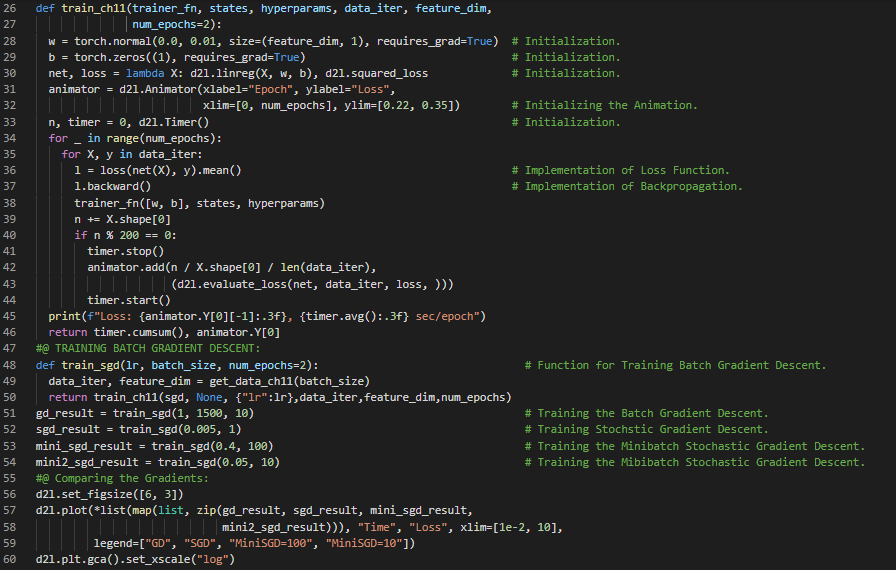 26 def train_ch11(trainer_fn, states, hyperparams, data_iter, feature_dim,
27 num_epochs=2):
28 w = torch.normal(0.0, 0.01, size=(feature_dim, 1), requires_grad=True) # Initialization.
29 b = torch.zeros((1), requires_grad=True) # Initialization.
30 net, loss = lambda X: d2l.linreg(X, w, b), d2l.squared_loss # Initialization.
31 animator = d2l.Animator(xlabel="Epoch", ylabel="Loss",
32 xlim=[0, num_epochs], ylim=[0.22, 0.35]) # Initializing the Animation.
33 n, timer = 0, d2l.Timer() # Initialization.
34 for _ in range(num_epochs):
35 for X, y in data_iter:
36 l = loss(net(X), y).mean() # Implementation of Loss Function.
37 l.backward() # Implementation of Backpropagation.
38 trainer_fn([w, b], states, hyperparams)
39 n += X.shape[0]
40 if n % 200 == 0:
41 timer.stop()
42 animator.add(n / X.shape[0] / len(data_iter),
43 (d2l.evaluate_loss(net, data_iter, loss, )))
44 timer.start()
45 print(f"Loss: {animator.Y[0][-1]:.3f}, {timer.avg():.3f} sec/epoch")
46 return timer.cumsum(), animator.Y[0]
47 #@ TRAINING BATCH GRADIENT DESCENT:
48 def train_sgd(lr, batch_size, num_epochs=2): # Function for Training Batch Gradient Descent.
49 data_iter, feature_dim = get_data_ch11(batch_size)
50 return train_ch11(sgd, None, {"lr":lr},data_iter,feature_dim,num_epochs)
51 gd_result = train_sgd(1, 1500, 10) # Training the Batch Gradient Descent.
52 sgd_result = train_sgd(0.005, 1) # Training Stochstic Gradient Descent.
53 mini_sgd_result = train_sgd(0.4, 100) # Training the Minibatch Stochastic Gradient Descent.
54 mini2_sgd_result = train_sgd(0.05, 10) # Training the Mibibatch Stochastic Gradient Descent.
55 #@ Comparing the Gradients:
56 d2l.set_figsize([6, 3])
57 d2l.plot(*list(map(list, zip(gd_result, sgd_result, mini_sgd_result,
58 mini2_sgd_result))), "Time", "Loss", xlim=[1e-2, 10],
59 legend=["GD", "SGD", "MiniSGD=100", "MiniSGD=10"])
60 d2l.plt.gca().set_xscale("log")